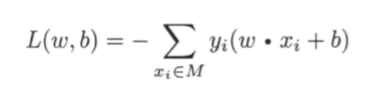 L(w, b) = − ∑ yᵢ(w • xᵢ + b)
xᵢ∈M